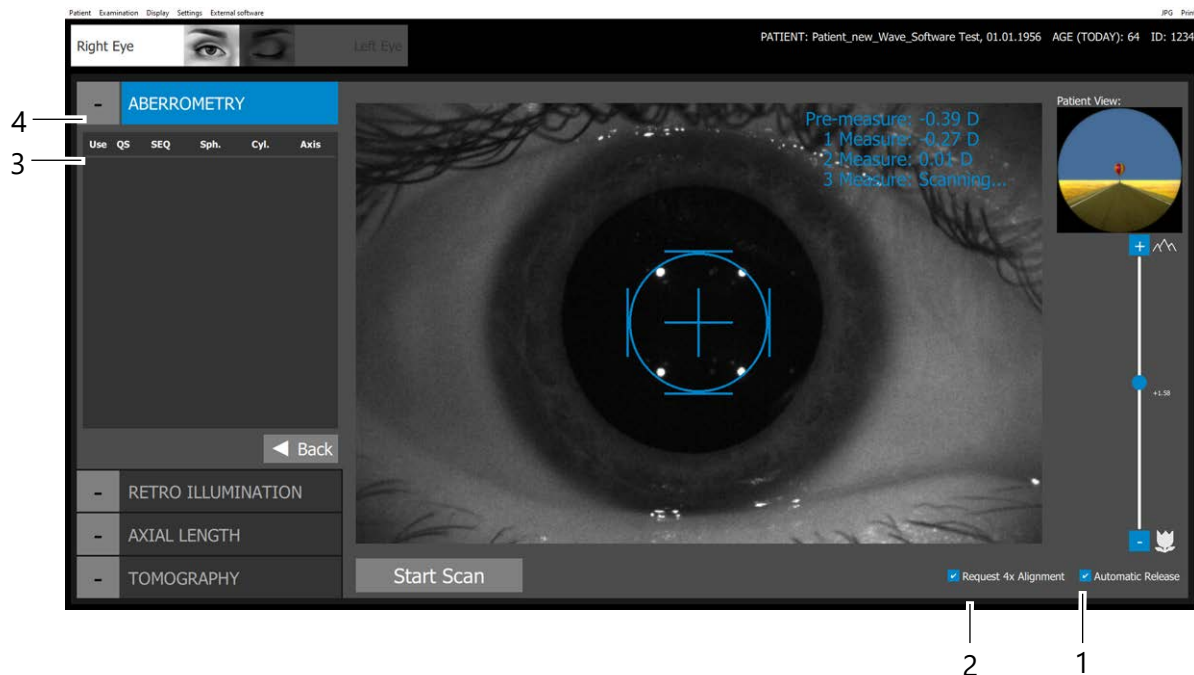 Patient Examination Display Settings External software JPG Prin
Right Eye Left Eye PATIENT: Patient_new_Wave_Software Test, 01.01.1956 AGE (TODAY): 64 ID: 1234
- ABERROMETRY
4
Use QS SEQ Sph. Cyl. Axis
3
Pre-measure: -0.39 D
1 Measure: -0.27 D
2 Measure: 0.01 D
3 Measure: Scanning...
Patient View:
+
+1.58
-
◀ Back
- RETRO ILLUMINATION
- AXIAL LENGTH
- TOMOGRAPHY
Start Scan
Request 4x Alignment Automatic Release
2 1